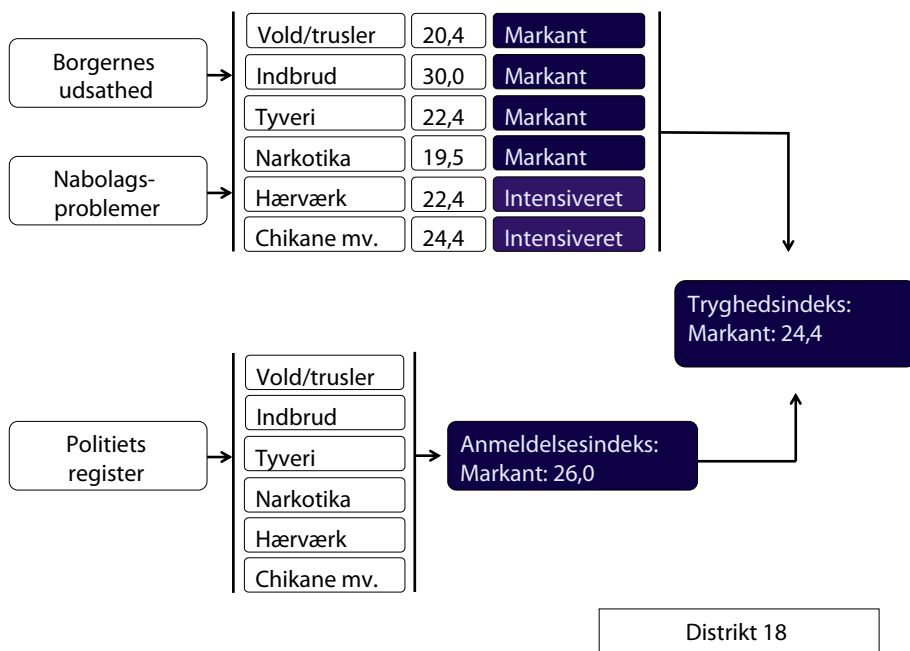 Borgernes
udsathed
Nabolags-
problemer
Vold/trusler 20,4 Markant
Indbrud 30,0 Markant
Tyveri 22,4 Markant
Narkotika 19,5 Markant
Hærværk 22,4 Intensiveret
Chikane mv. 24,4 Intensiveret
Tryghedsindeks:
Markant: 24,4
Politiets
register
Vold/trusler
Indbrud
Tyveri
Narkotika
Hærværk
Chikane mv.
Anmeldelsesindeks:
Markant: 26,0
Distrikt 18